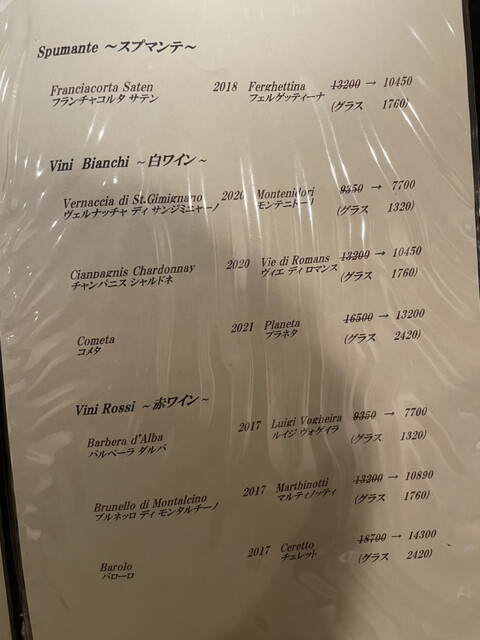 Spumante ～スプマンテ～
Franciacorta Saten 2018 Ferghettina 13200 → 10450
フランチャコルタ サテン フェルゲッティーナ (グラス 1760)
Vini Bianchi ～白ワイン～
Vernaccia di St.Gimignano 2020 Montenidori 9350 → 7700
ヴェルナッチャ ディ サンジミニャーノ モンテニドーリ (グラス 1320)
Cianpagnis Chardonnay 2020 Vie di Romans 13200 → 10450
チャンパニス シャルドネ ヴィエ ディ ロマンス (グラス 1760)
Cometa 2021 Planeta 16500 → 13200
コメタ プラネタ (グラス 2420)
Vini Rossi ～赤ワイン～
Barbera d'Alba 2017 Luigi Vogheira 9350 → 7700
バルベーラ ダルバ ルイジ ヴォゲイラ (グラス 1320)
Brunello di Montalcino 2017 Marthinotti 13200 → 10890
ブルネッロ ディ モンタルチーノ マルティノッティ (グラス 1760)
Barolo 2017 Ceretto 18700 → 14300
バローロ チェレット (グラス 2420)